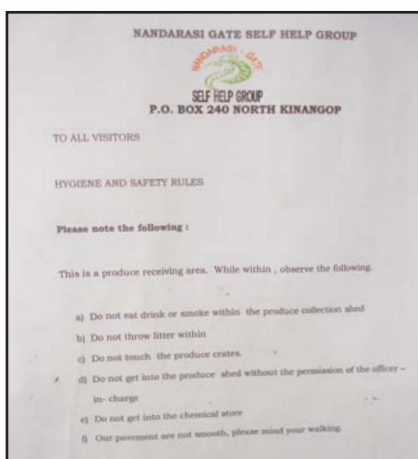 NANDARASI GATE SELF HELP GROUP
NANDARASI - GATE
SELF HELP GROUP
P.O. BOX 240 NORTH KINANGOP
TO ALL VISITORS
HYGIENE AND SAFETY RULES
Please note the following :
This is a produce receiving area. While within , observe the following.
a) Do not eat drink or smoke within the produce collection shed
b) Do not throw litter within
c) Do not touch the produce crates.
d) Do not get into the produce shed without the permission of the officer –
in- charge
e) Do not get into the chemical store
f) Our pavement are not smooth, please mind your walking.